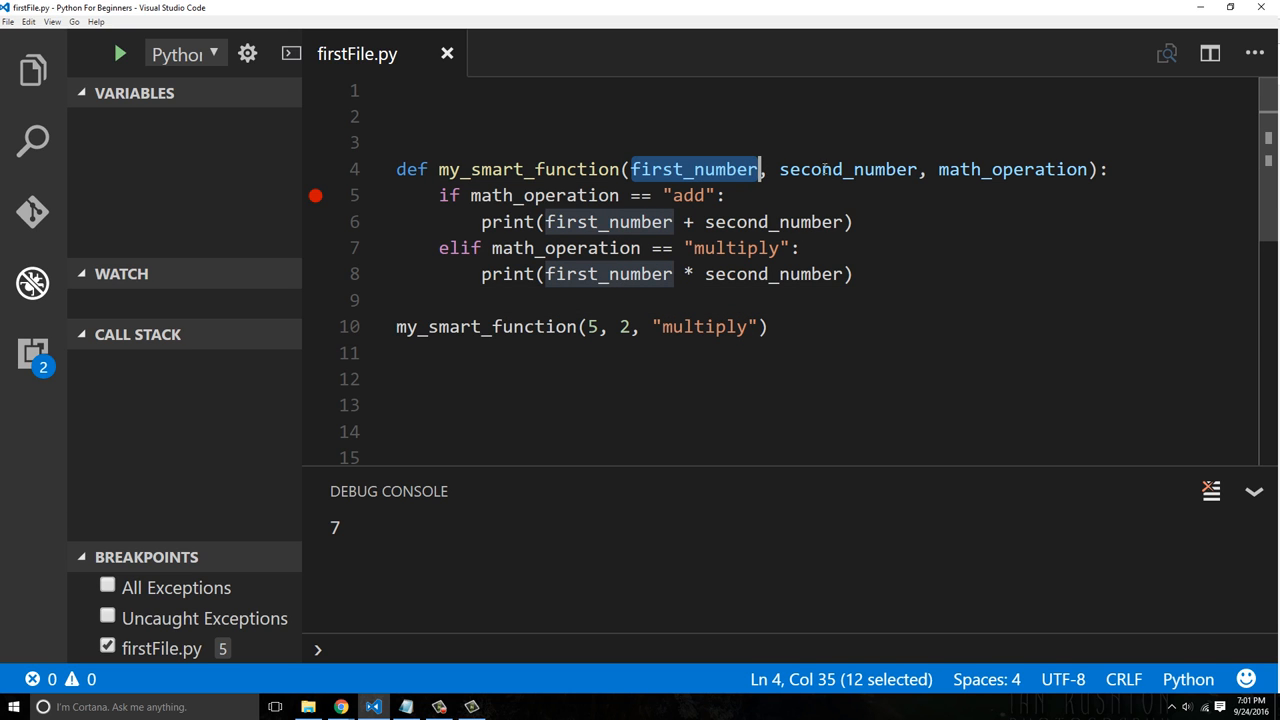 firstFile.py - Python For Beginners - Visual Studio Code
File Edit View Go Help
Python
firstFile.py
VARIABLES
WATCH
CALL STACK
2
BREAKPOINTS
All Exceptions
Uncaught Exceptions
firstFile.py 5
1
2
3
4 def my_smart_function(first_number, second_number, math_operation):
5 if math_operation == "add":
6 print(first_number + second_number)
7 elif math_operation == "multiply":
8 print(first_number * second_number)
9
10 my_smart_function(5, 2, "multiply")
11
12
13
14
15
DEBUG CONSOLE
7
0 0 Ln 4, Col 35 (12 selected) Spaces: 4 UTF-8 CRLF Python
I'm Cortana. Ask me anything.
7:01 PM
9/24/2016